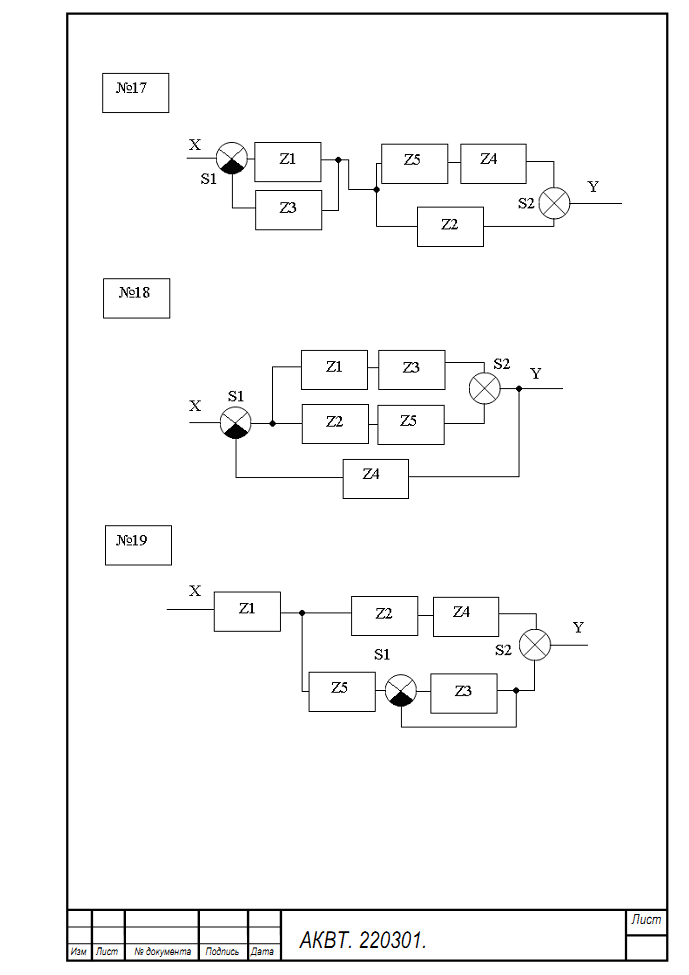 №17
X Z1 Z5 Z4
S1 Z3 S2 Y
Z2
№18
Z1 Z3 S2
X S1 Y
Z2 Z5
Z4
№19
X Z1 Z2 Z4 Y
S1 S2
Z5 Z3
Изм Лист № документа Подпись Дата
АКВТ. 220301.
Лист